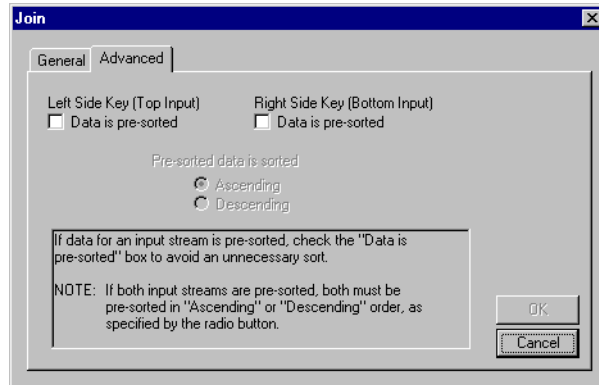 Join
General Advanced
Left Side Key (Top Input) Right Side Key (Bottom Input)
Data is pre-sorted Data is pre-sorted
Pre-sorted data is sorted
Ascending
Descending
If data for an input stream is pre-sorted, check the "Data is
pre-sorted" box to avoid an unnecessary sort.
NOTE: If both input streams are pre-sorted, both must be
pre-sorted in "Ascending" or "Descending" order, as
specified by the radio button.
OK
Cancel